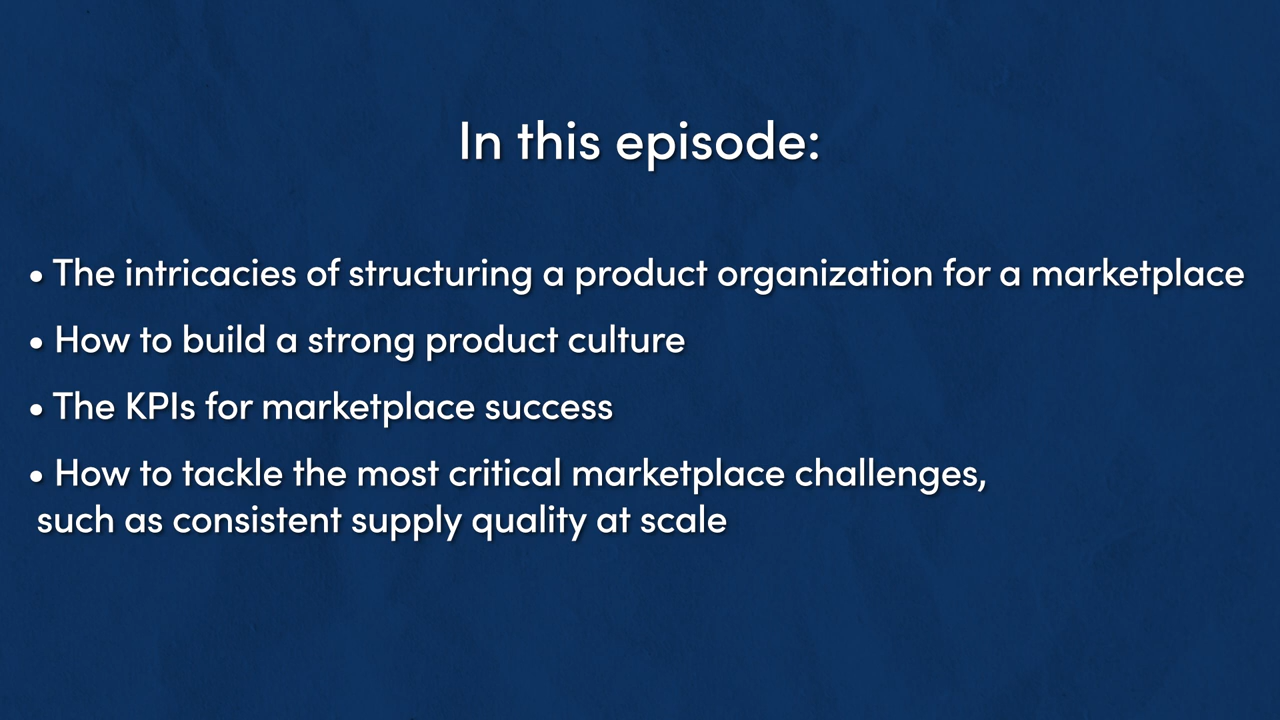 In this episode:
• The intricacies of structuring a product organization for a marketplace
• How to build a strong product culture
• The KPIs for marketplace success
• How to tackle the most critical marketplace challenges,
such as consistent supply quality at scale